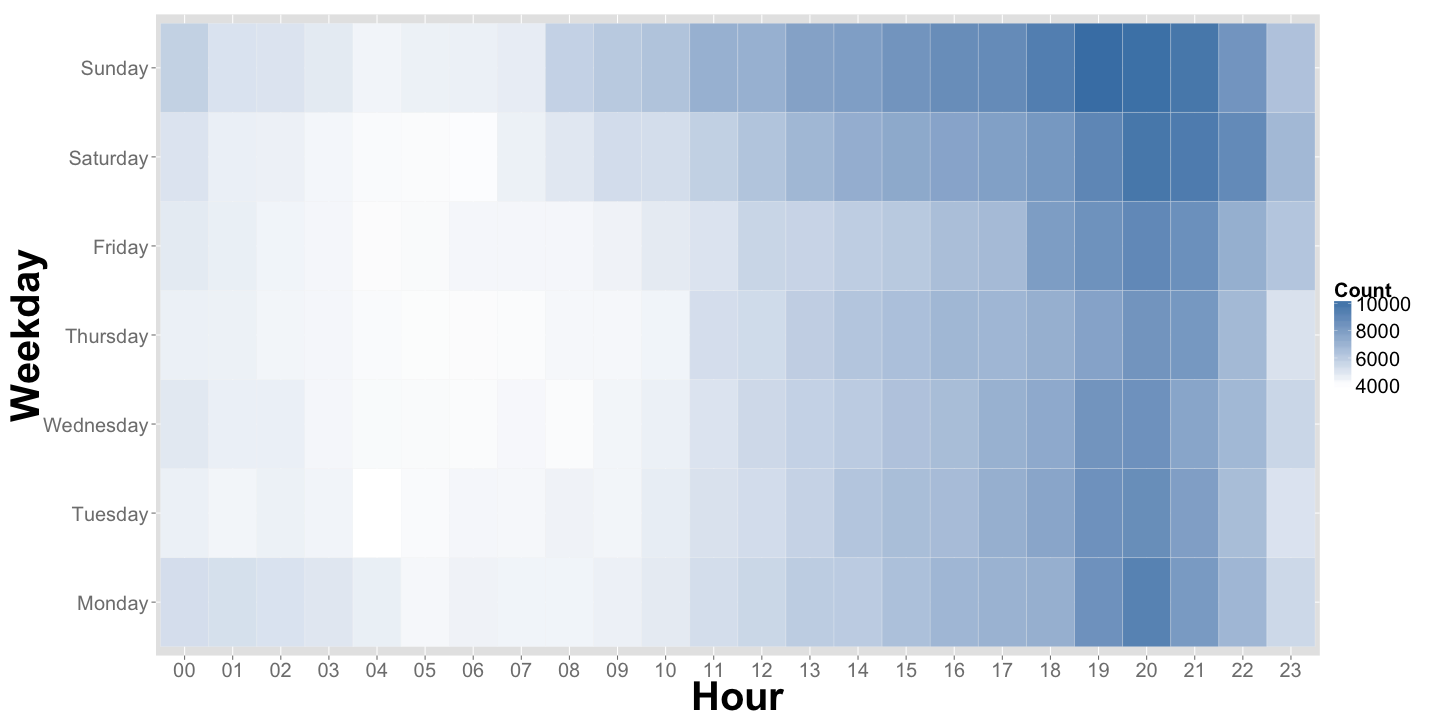 Weekday
Sunday
Saturday
Friday
Thursday
Wednesday
Tuesday
Monday
00 01 02 03 04 05 06 07 08 09 10 11 12 13 14 15 16 17 18 19 20 21 22 23
Hour
Count
10000
8000
6000
4000